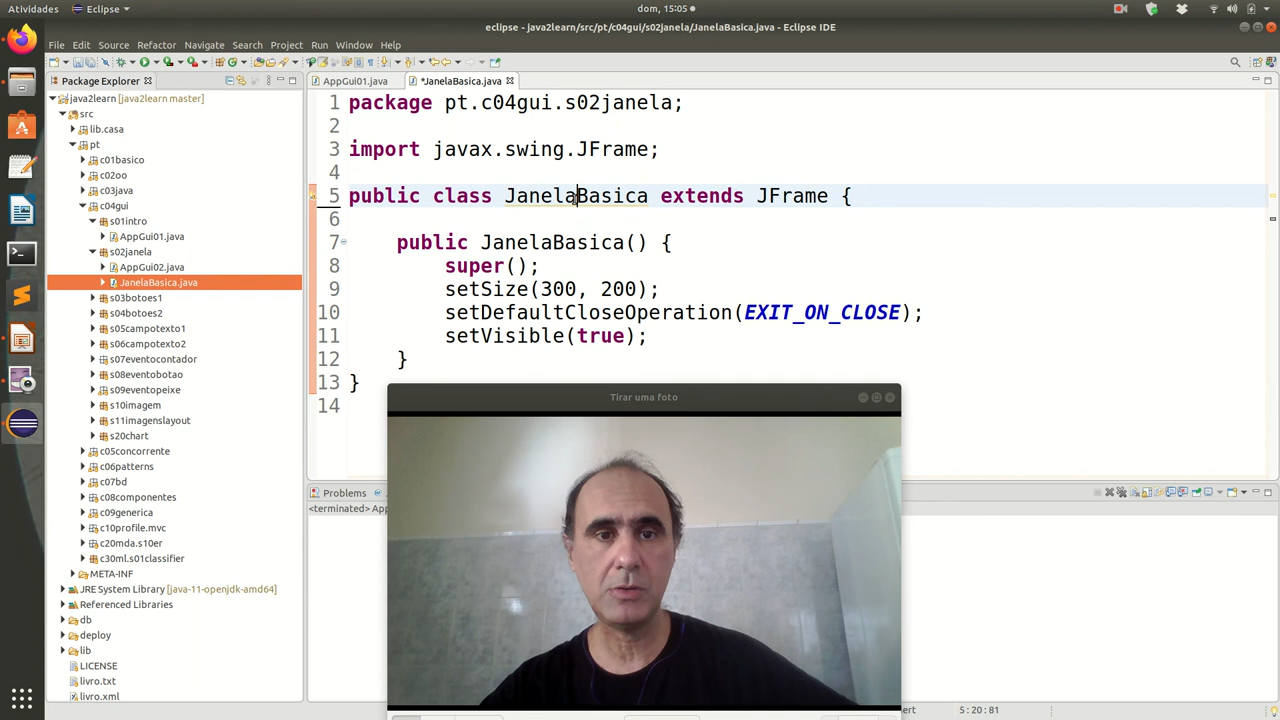 Atividades
Eclipse
dom, 15:05
eclipse - java2learn/src/pt/c04gui/s02janela/JanelaBasica.java - Eclipse IDE
File Edit Source Refactor Navigate Search Project Run Window Help
Package Explorer
AppGui01.java
*JanelaBasica.java
java2learn [java2learn master]
src
lib.casa
pt
c01basico
c02oo
c03java
c04gui
s01intro
AppGui01.java
s02janela
AppGui02.java
JanelaBasica.java
s03botoes1
s04botoes2
s05campotexto1
s06campotexto2
s07eventocontador
s08eventobotao
s09eventopeixe
s10imagem
s11imagenslayout
s20chart
c05concorrente
c06patterns
c07bd
c08componentes
c09generica
c10profile.mvc
c20mda.s10er
c30ml.s01classifier
META-INF
JRE System Library [java-11-openjdk-amd64]
Referenced Libraries
db
deploy
lib
LICENSE
livro.txt
livro.xml
1 package pt.c04gui.s02janela;
2
3 import javax.swing.JFrame;
4
5 public class JanelaBasica extends JFrame {
6
7 public JanelaBasica() {
8 super();
9 setSize(300, 200);
10 setDefaultCloseOperation(EXIT_ON_CLOSE);
11 setVisible(true);
12 }
13 }
14
Problems
<terminated> App
Tirar uma foto
ert
5 : 20 : 81